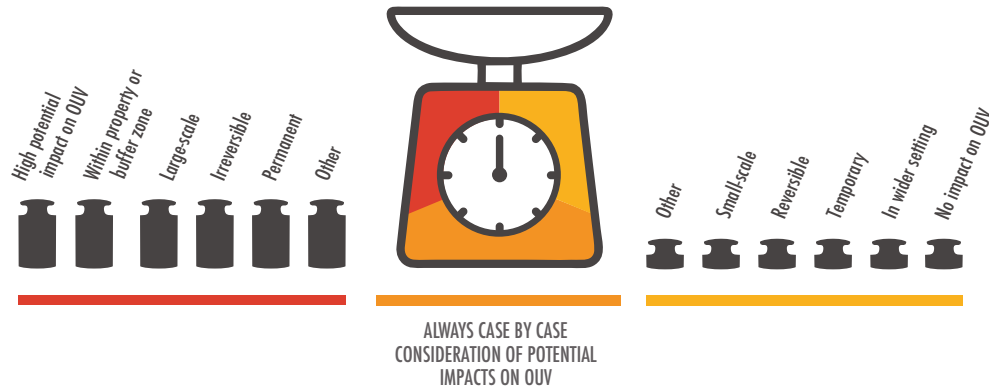 High potential
impact on OUV
Within property or
buffer zone
Large-scale
Irreversible
Permanent
Other
Other
Small-scale
Reversible
Temporary
In wider setting
No impact on OUV
ALWAYS CASE BY CASE
CONSIDERATION OF POTENTIAL
IMPACTS ON OUV